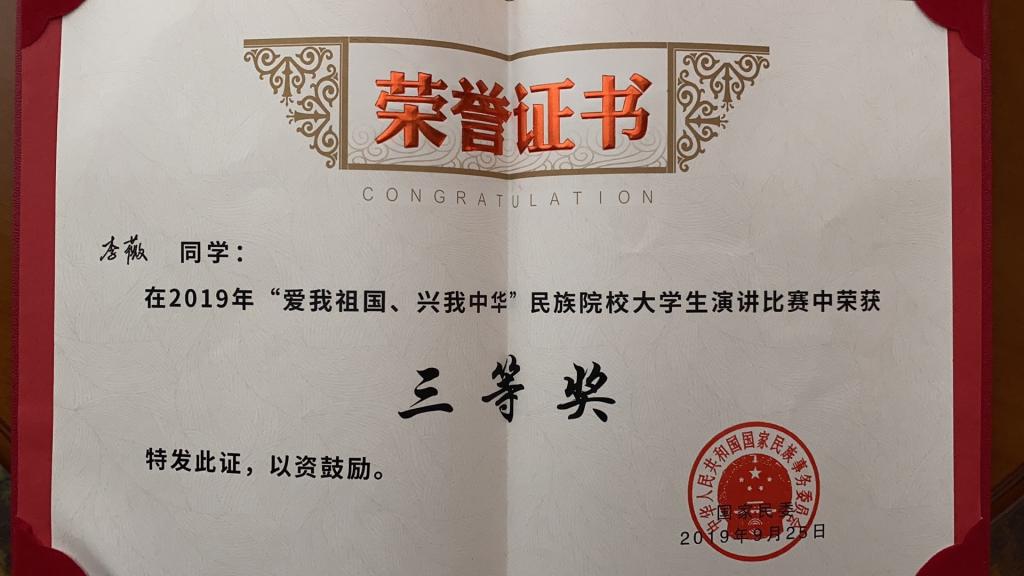 荣誉证书
CONGRATULATION
李薇 同学：
在2019年“爱我祖国、兴我中华”民族院校大学生演讲比赛中荣获
三等奖
特发此证，以资鼓励。
中华人民共和国国家民族事务委员会
国家民委
2019年9月25日